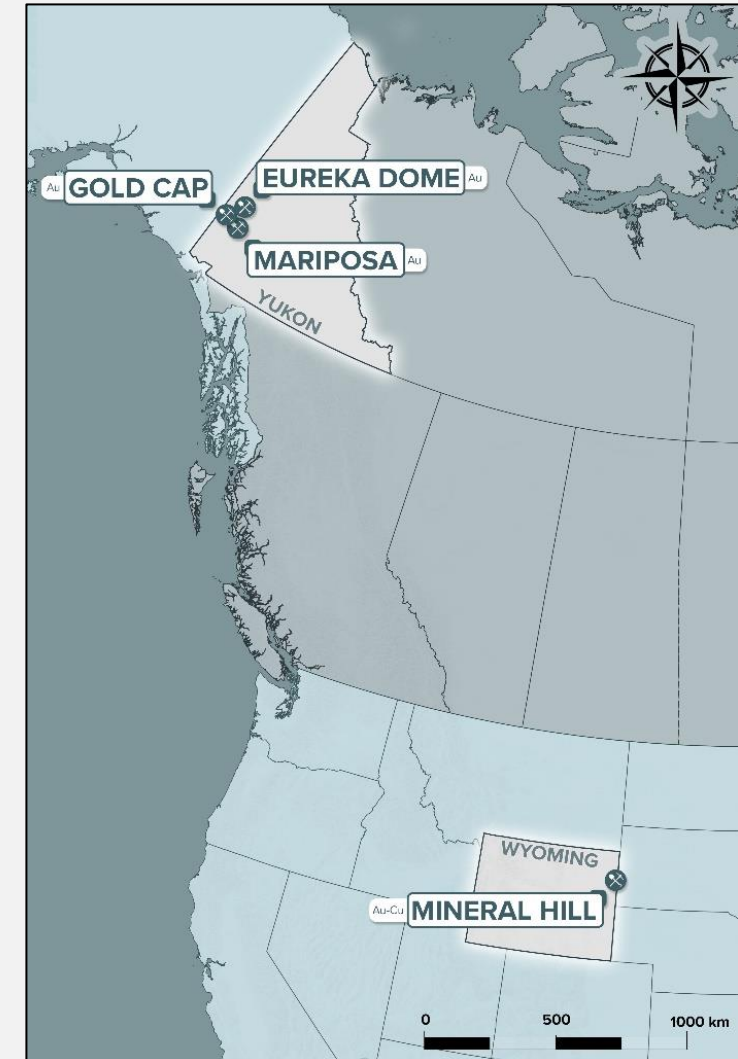 Au GOLD CAP
EUREKA DOME Au
MARIPOSA Au
YUKON
WYOMING
Au-Cu MINERAL HILL
0 500 1000 km